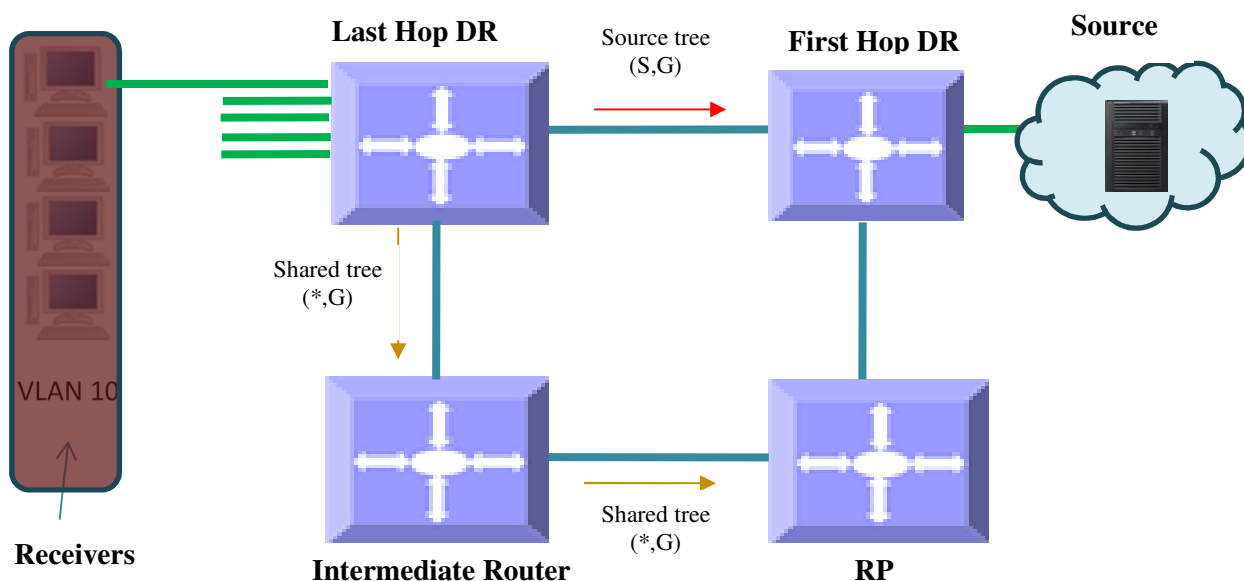 Last Hop DR
Source tree
(S,G)
First Hop DR
Source
Shared tree
(*,G)
VLAN 10
Shared tree
(*,G)
Receivers
Intermediate Router
RP